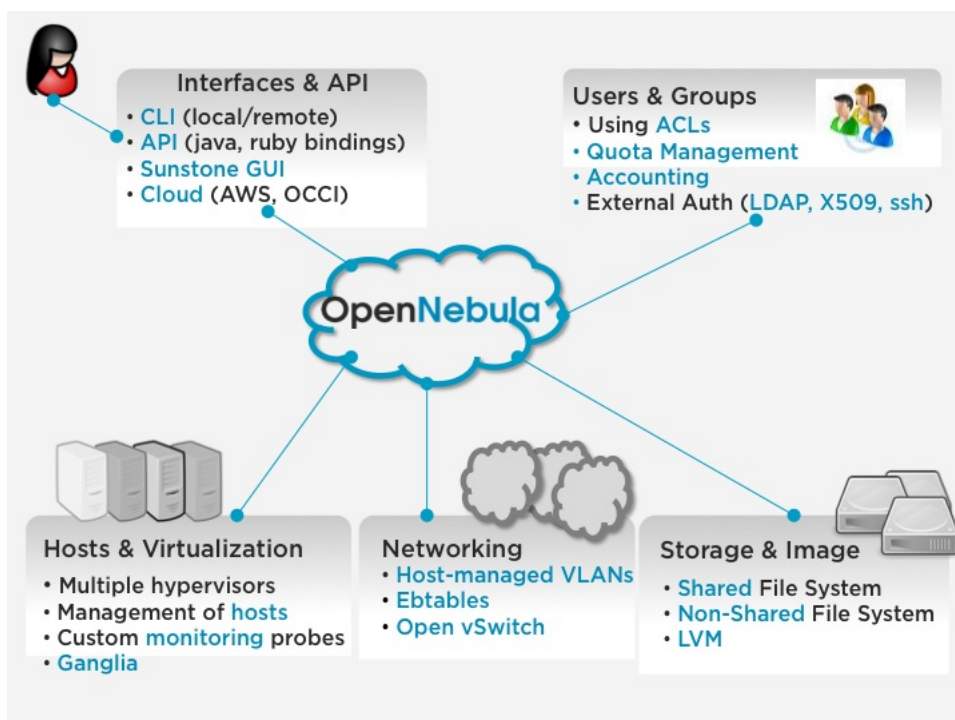 Interfaces & API
• CLI (local/remote)
• API (java, ruby bindings)
• Sunstone GUI
• Cloud (AWS, OCCI)
Users & Groups
• Using ACLs
• Quota Management
• Accounting
• External Auth (LDAP, X509, ssh)
OpenNebula
Hosts & Virtualization
• Multiple hypervisors
• Management of hosts
• Custom monitoring probes
• Ganglia
Networking
• Host-managed VLANs
• Ebtables
• Open vSwitch
Storage & Image
• Shared File System
• Non-Shared File System
• LVM